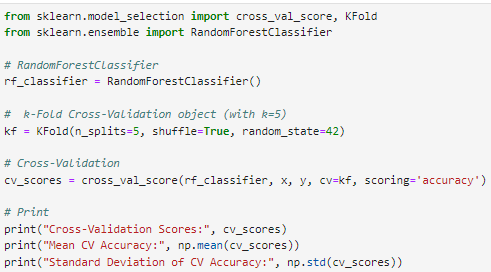 from sklearn.model_selection import cross_val_score, KFold
from sklearn.ensemble import RandomForestClassifier
# RandomForestClassifier
rf_classifier = RandomForestClassifier()
#  k-Fold Cross-Validation object (with k=5)
kf = KFold(n_splits=5, shuffle=True, random_state=42)
# Cross-Validation
cv_scores = cross_val_score(rf_classifier, x, y, cv=kf, scoring='accuracy')
# Print
print("Cross-Validation Scores:", cv_scores)
print("Mean CV Accuracy:", np.mean(cv_scores))
print("Standard Deviation of CV Accuracy:", np.std(cv_scores))